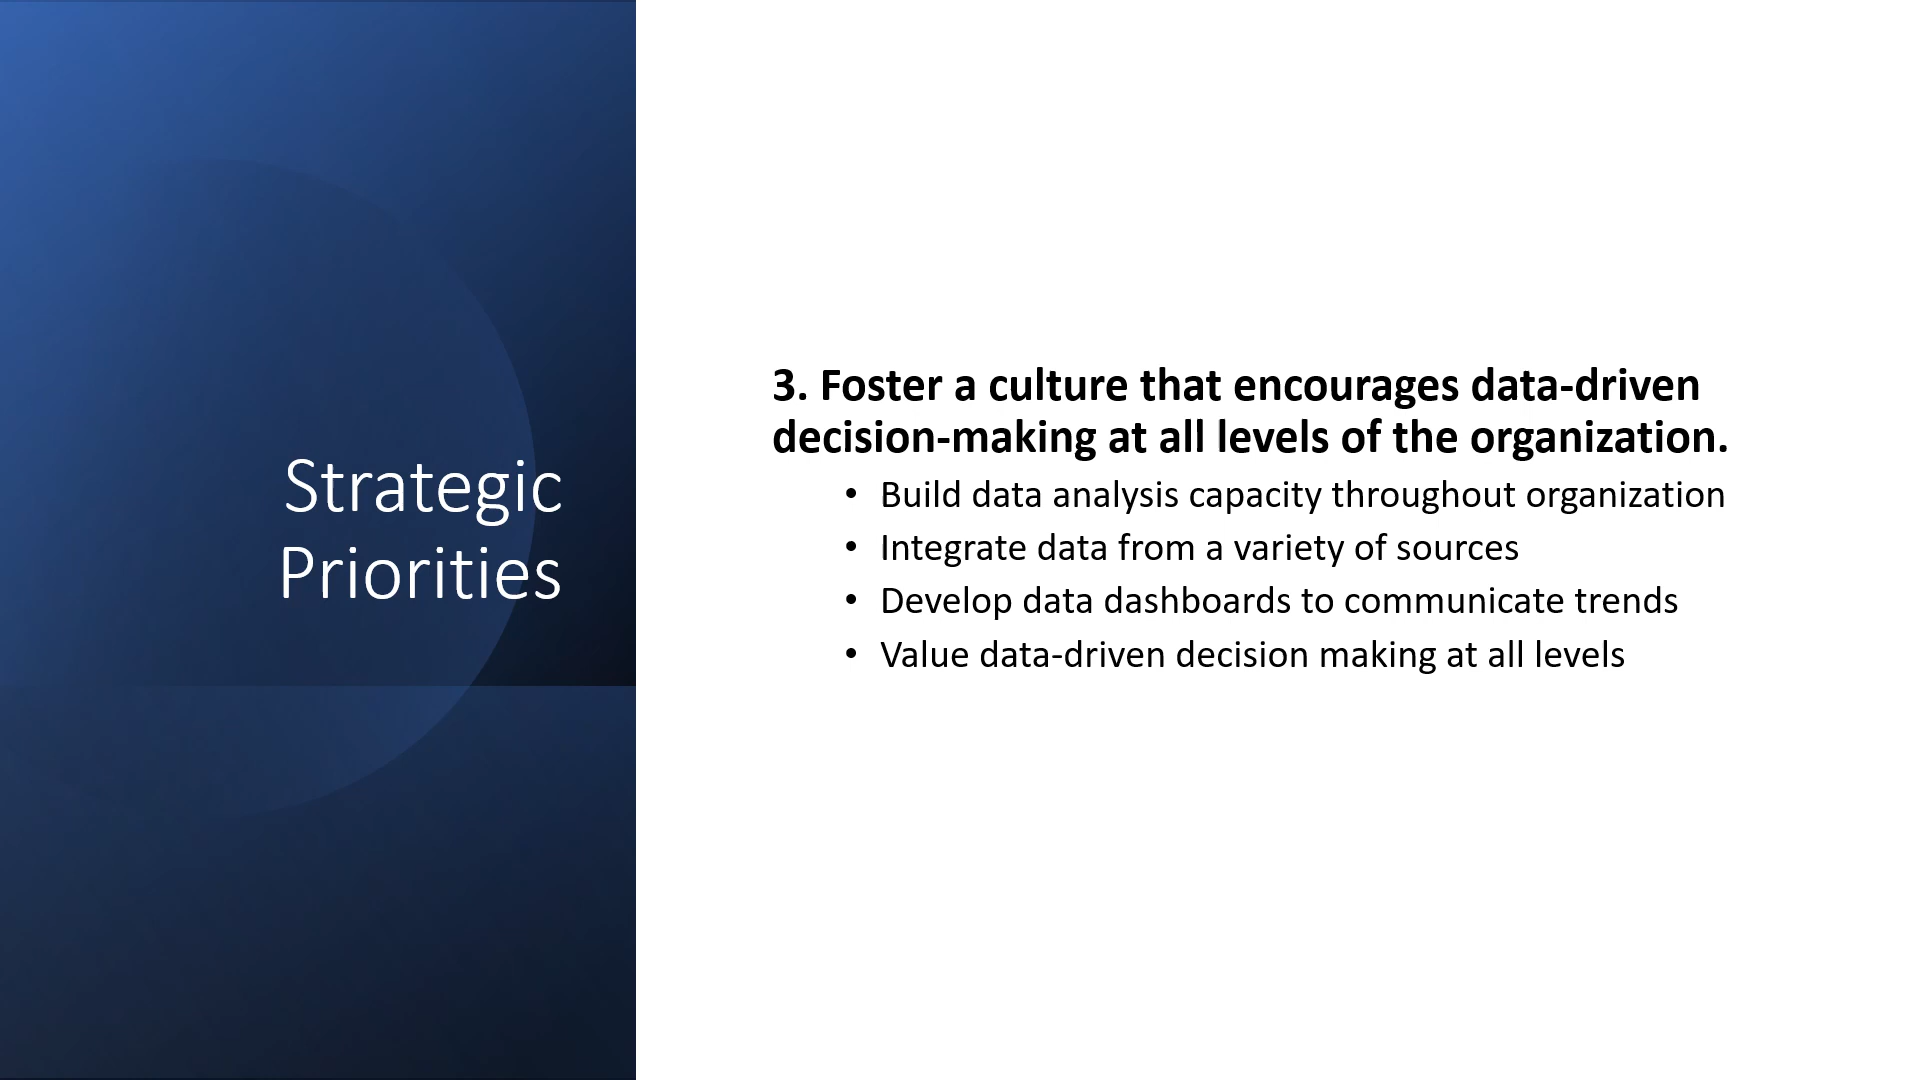 Strategic
Priorities
3. Foster a culture that encourages data-driven
decision-making at all levels of the organization.
• Build data analysis capacity throughout organization
• Integrate data from a variety of sources
• Develop data dashboards to communicate trends
• Value data-driven decision making at all levels